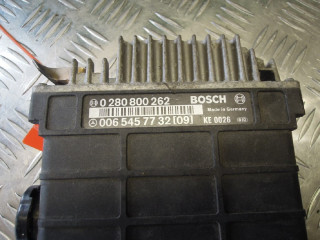 0 280 800 262 BOSCH
Made in Germany
006 545 77 32 [09] KE 0026